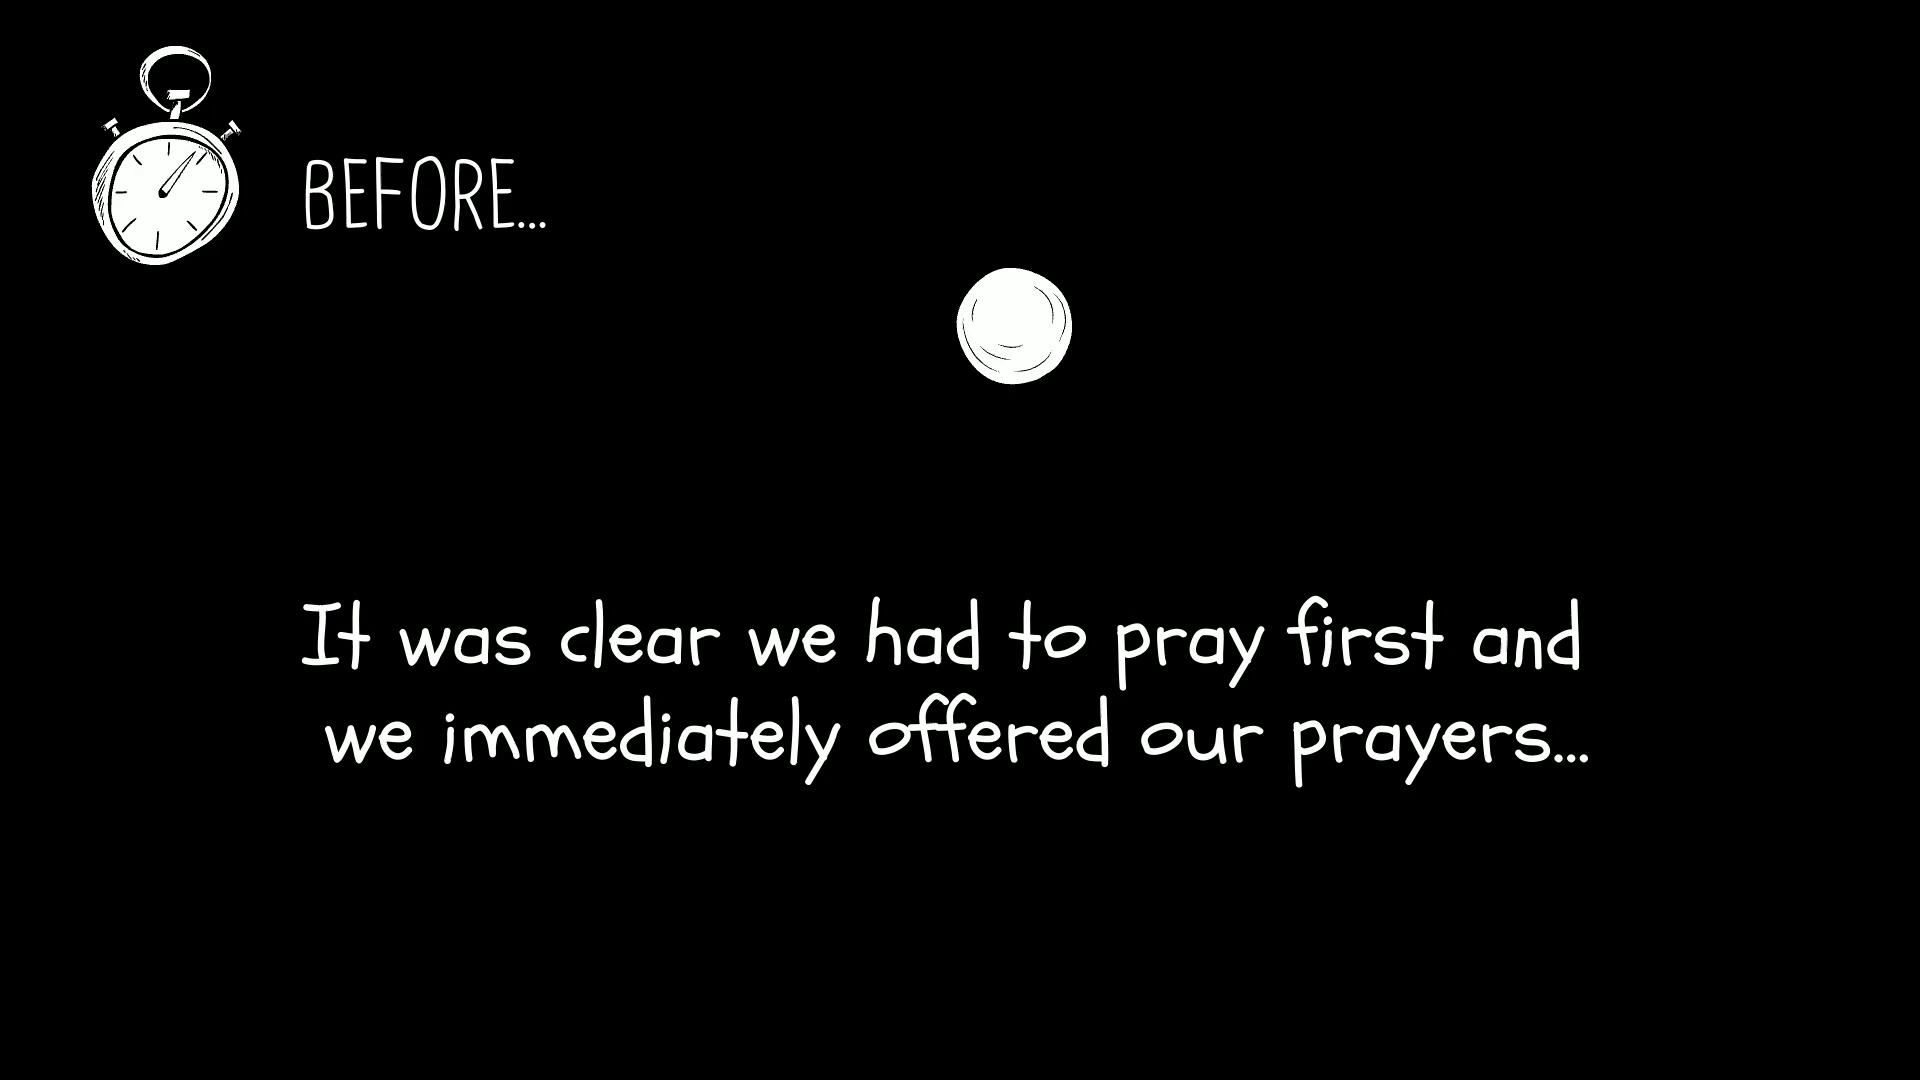 BEFORE...
It was clear we had to pray first and
we immediately offered our prayers...